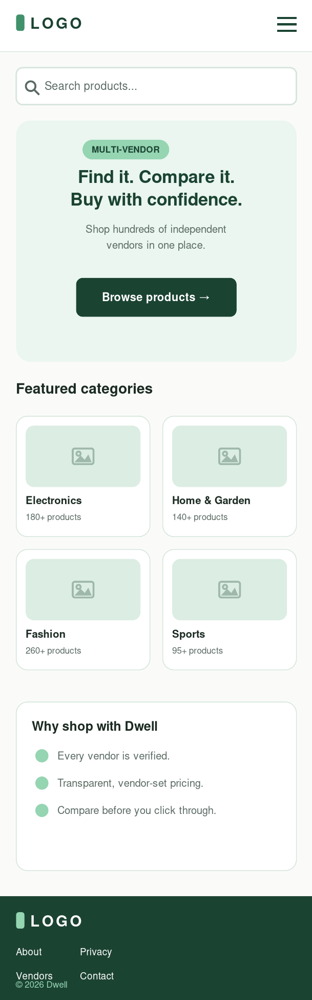 LOGO
Search products...
MULTI-VENDOR
Find it. Compare it.
Buy with confidence.
Shop hundreds of independent
vendors in one place.
Browse products →
Featured categories
Electronics
180+ products
Home & Garden
140+ products
Fashion
260+ products
Sports
95+ products
Why shop with Dwell
Every vendor is verified.
Transparent, vendor-set pricing.
Compare before you click through.
LOGO
About
Privacy
Vendors
Contact
© 2026 Dwell